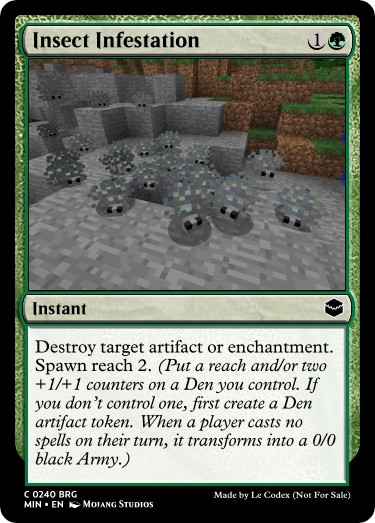 Insect Infestation 1
Instant
Destroy target artifact or enchantment.
Spawn reach 2. (Put a reach and/or two
+1/+1 counters on a Den you control. If
you don't control one, first create a Den
artifact token. When a player casts no
spells on their turn, it transforms into a 0/0
black Army.)
C 0240 BRG
MIN • EN Mojang Studios
Made by Le Codex (Not For Sale)